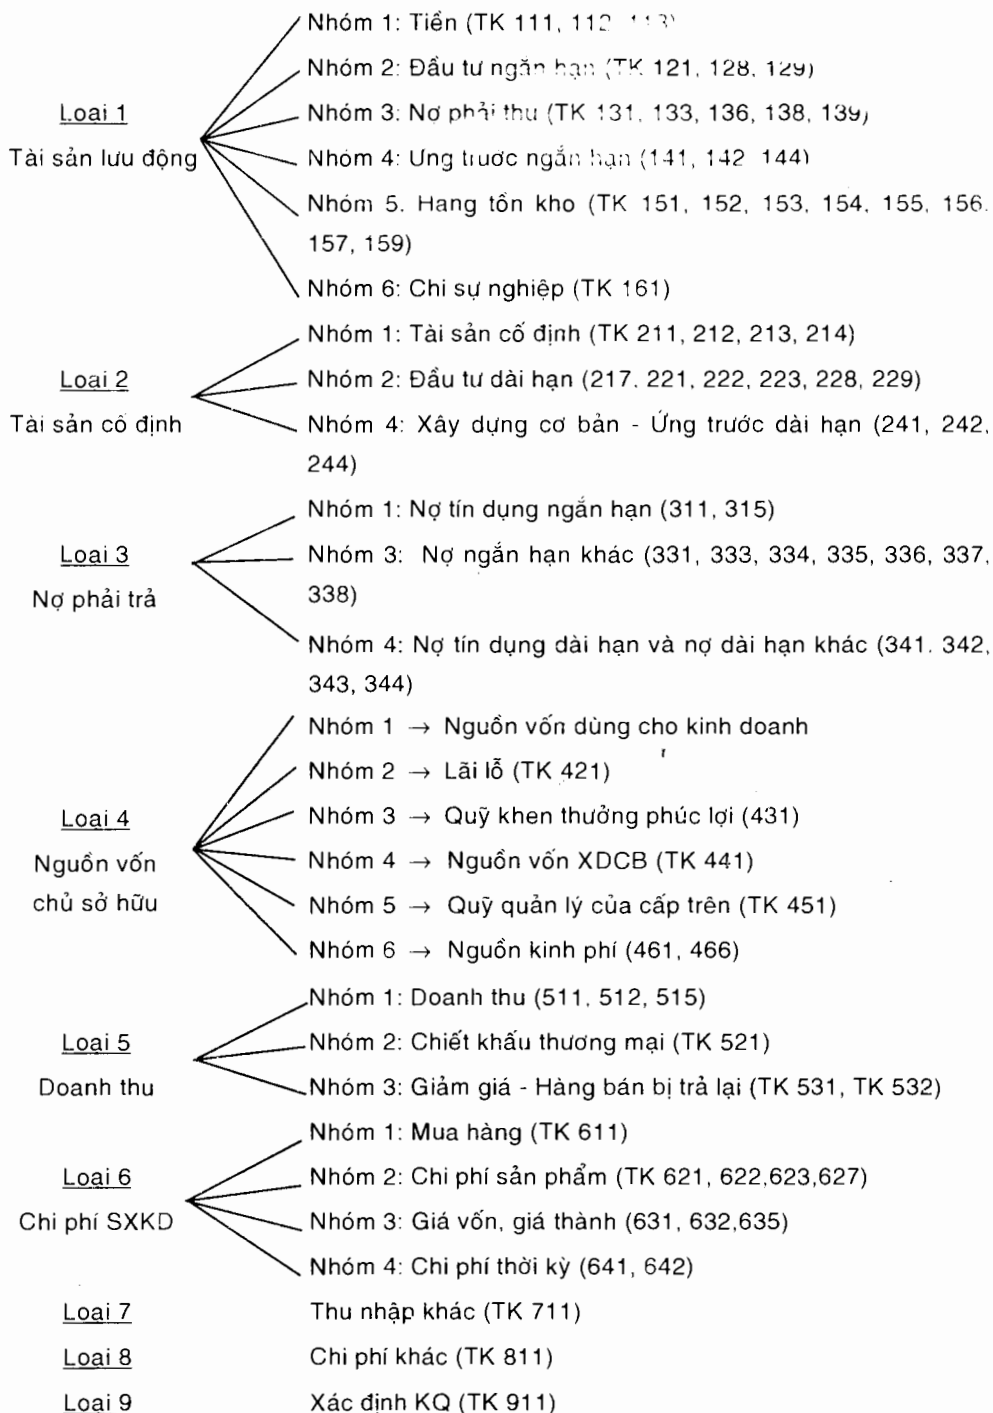 Nhóm 1: Tiền (TK 111, 112, 113)
Nhóm 2: Đầu tư ngắn hạn (TK 121, 128, 129)
Loại 1
Nhóm 3: Nợ phải thu (TK 131, 133, 136, 138, 139)
Tài sản lưu động
Nhóm 4: Ưng truớc ngắn hạn (141, 142 144)
Nhóm 5. Hang tồn kho (TK 151, 152, 153, 154, 155, 156.
157, 159)
Nhóm 6: Chi sự nghiệp (TK 161)
Nhóm 1: Tài sản cố định (TK 211, 212, 213, 214)
Loại 2
Nhóm 2: Đầu tư dài hạn (217. 221, 222, 223, 228, 229)
Tài sản cố định
Nhóm 4: Xây dựng cơ bản - Ứng trước dài hạn (241, 242,
244)
Nhóm 1: Nợ tín dụng ngắn hạn (311, 315)
Loại 3
Nhóm 3: Nợ ngắn hạn khác (331, 333, 334, 335, 336, 337,
338)
Nợ phải trả
Nhóm 4: Nợ tín dụng dài hạn và nợ dài hạn khác (341. 342,
343, 344)
Nhóm 1 → Nguồn vốn dùng cho kinh doanh
Nhóm 2 → Lãi lỗ (TK 421)
Loại 4
Nhóm 3 → Quỹ khen thưởng phúc lợi (431)
Nguồn vốn
Nhóm 4 → Nguồn vốn XDCB (TK 441)
chủ sở hữu
Nhóm 5 → Quỹ quản lý của cấp trên (TK 451)
Nhóm 6 → Nguồn kinh phí (461, 466)
Nhóm 1: Doanh thu (511, 512, 515)
Loại 5
Nhóm 2: Chiết khấu thương mại (TK 521)
Doanh thu
Nhóm 3: Giảm giá - Hàng bán bị trả lại (TK 531, TK 532)
Nhóm 1: Mua hàng (TK 611)
Loại 6
Nhóm 2: Chi phí sản phẩm (TK 621, 622,623,627)
Chi phí SXKD
Nhóm 3: Giá vốn, giá thành (631, 632,635)
Nhóm 4: Chi phí thời kỳ (641, 642)
Loại 7 Thu nhập khác (TK 711)
Loại 8 Chi phí khác (TK 811)
Loại 9 Xác định KQ (TK 911)